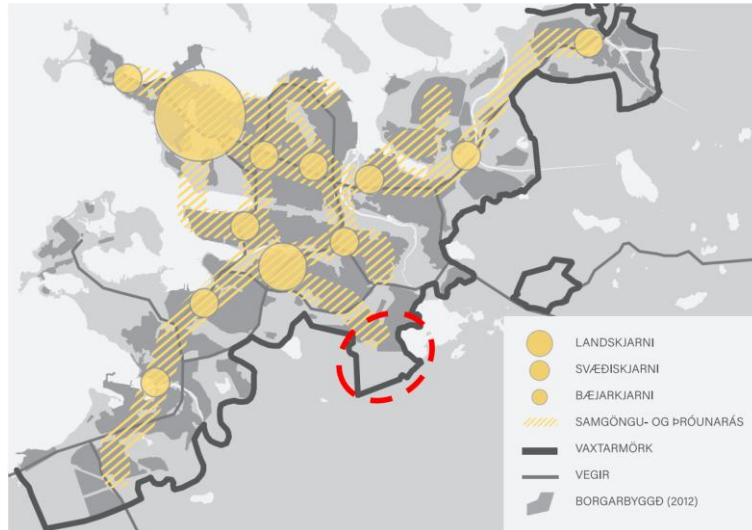 LANDSKJARNI
SVÆÐISKJARNI
BÆJARKJARNI
SAMGÖNGU- OG ÞRÓUNARÁS
VAXTARMÖRK
VEGIR
BORGARBYGGÐ (2012)